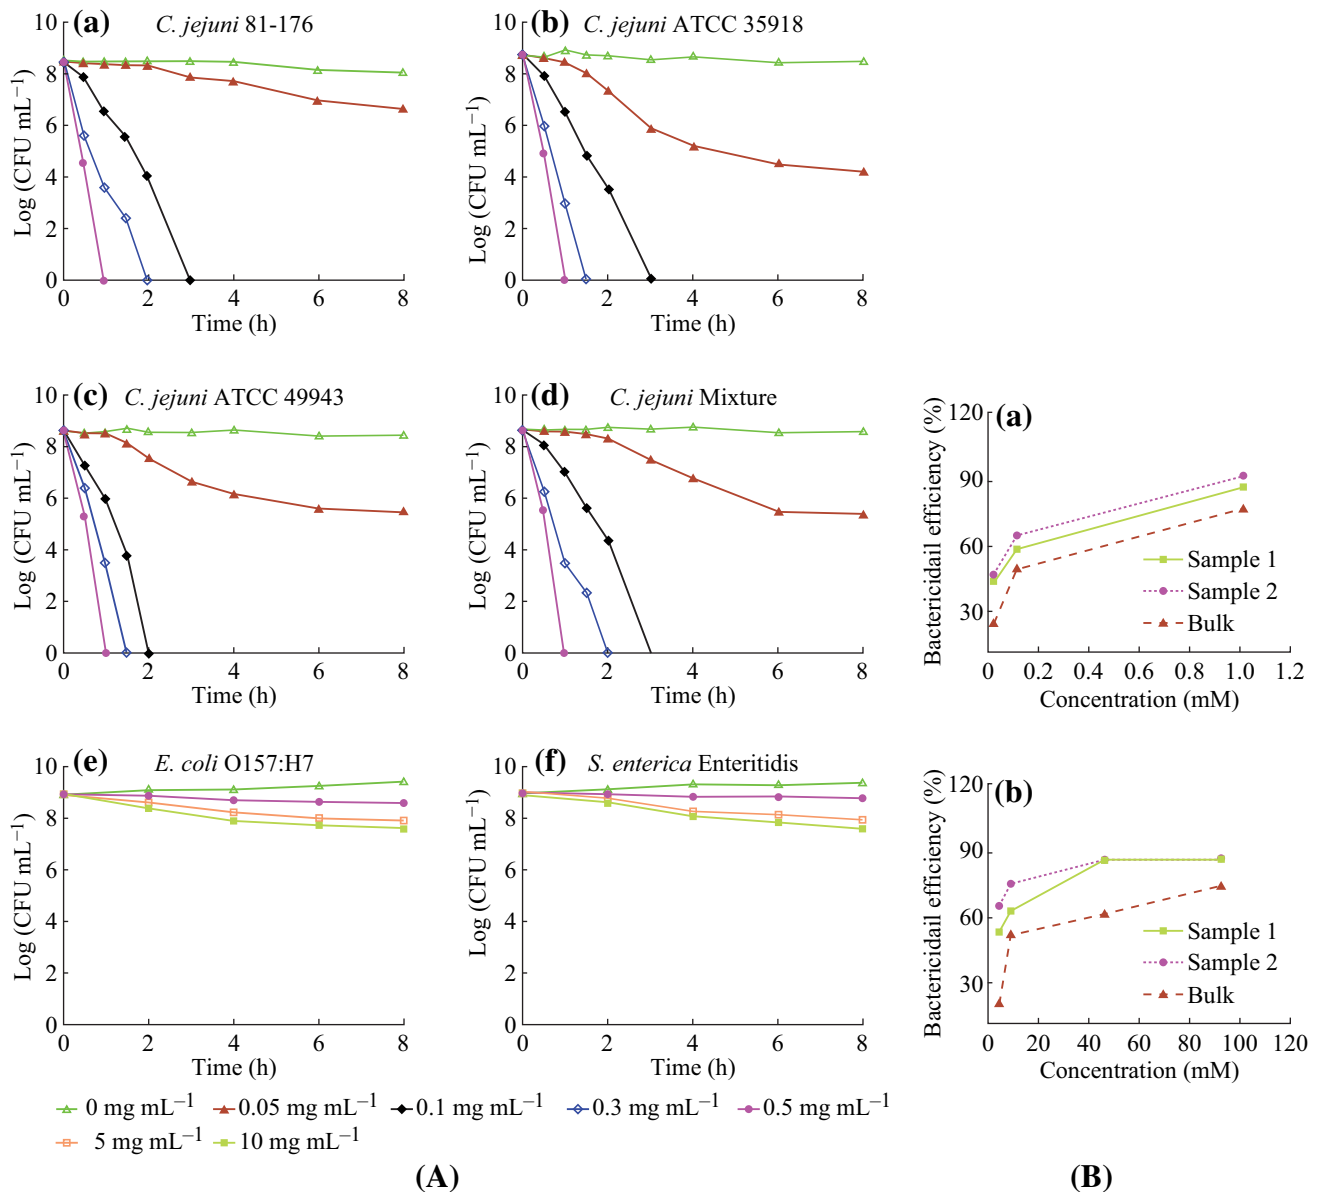 (a) C. jejuni 81-176
10
8
6
4
2
0
Log (CFU mL−1)
0 2 4 6 8
Time (h)
(b) C. jejuni ATCC 35918
10
8
6
4
2
0
Log (CFU mL−1)
0 2 4 6 8
Time (h)
(c) C. jejuni ATCC 49943
10
8
6
4
2
0
Log (CFU mL−1)
0 2 4 6 8
Time (h)
(d) C. jejuni Mixture
10
8
6
4
2
0
Log (CFU mL−1)
0 2 4 6 8
Time (h)
(e) E. coli O157:H7
10
8
6
4
2
0
Log (CFU mL−1)
0 2 4 6 8
Time (h)
(f) S. enterica Enteritidis
10
8
6
4
2
0
Log (CFU mL−1)
0 2 4 6 8
Time (h)
0 mg mL−1 0.05 mg mL−1 0.1 mg mL−1 0.3 mg mL−1 0.5 mg mL−1
5 mg mL−1 10 mg mL−1
(A)
(a)
120
90
60
30
Bactericidail efficiency (%)
Sample 1
Sample 2
Bulk
0 0.2 0.4 0.6 0.8 1.0 1.2
Concentration (mM)
(b)
120
90
60
30
Bactericidail efficiency (%)
Sample 1
Sample 2
Bulk
0 20 40 60 80 100 120
Concentration (mM)
(B)